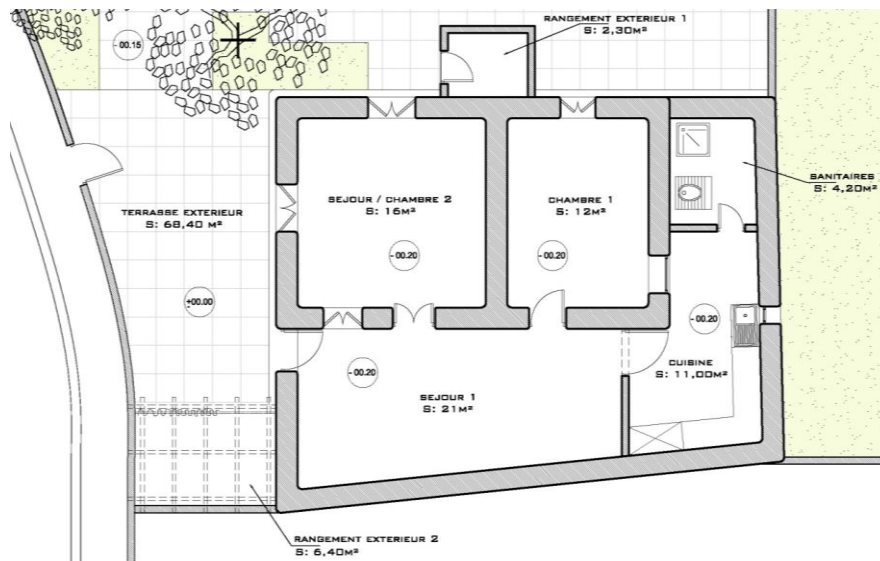 RANGEMENT EXTERIEUR 1
S: 2,30M²
-00.15
SANITAIRES
S: 4,20M²
SEJOUR / CHAMBRE 2
S: 16M²
CHAMBRE 1
S: 12M²
TERRASSE EXTERIEUR
S: 68,40 M²
-00.20
-00.20
±00.00
-00.20
CUISINE
S: 11,00M²
-00.20
SEJOUR 1
S: 21M²
RANGEMENT EXTERIEUR 2
S: 6,40M²